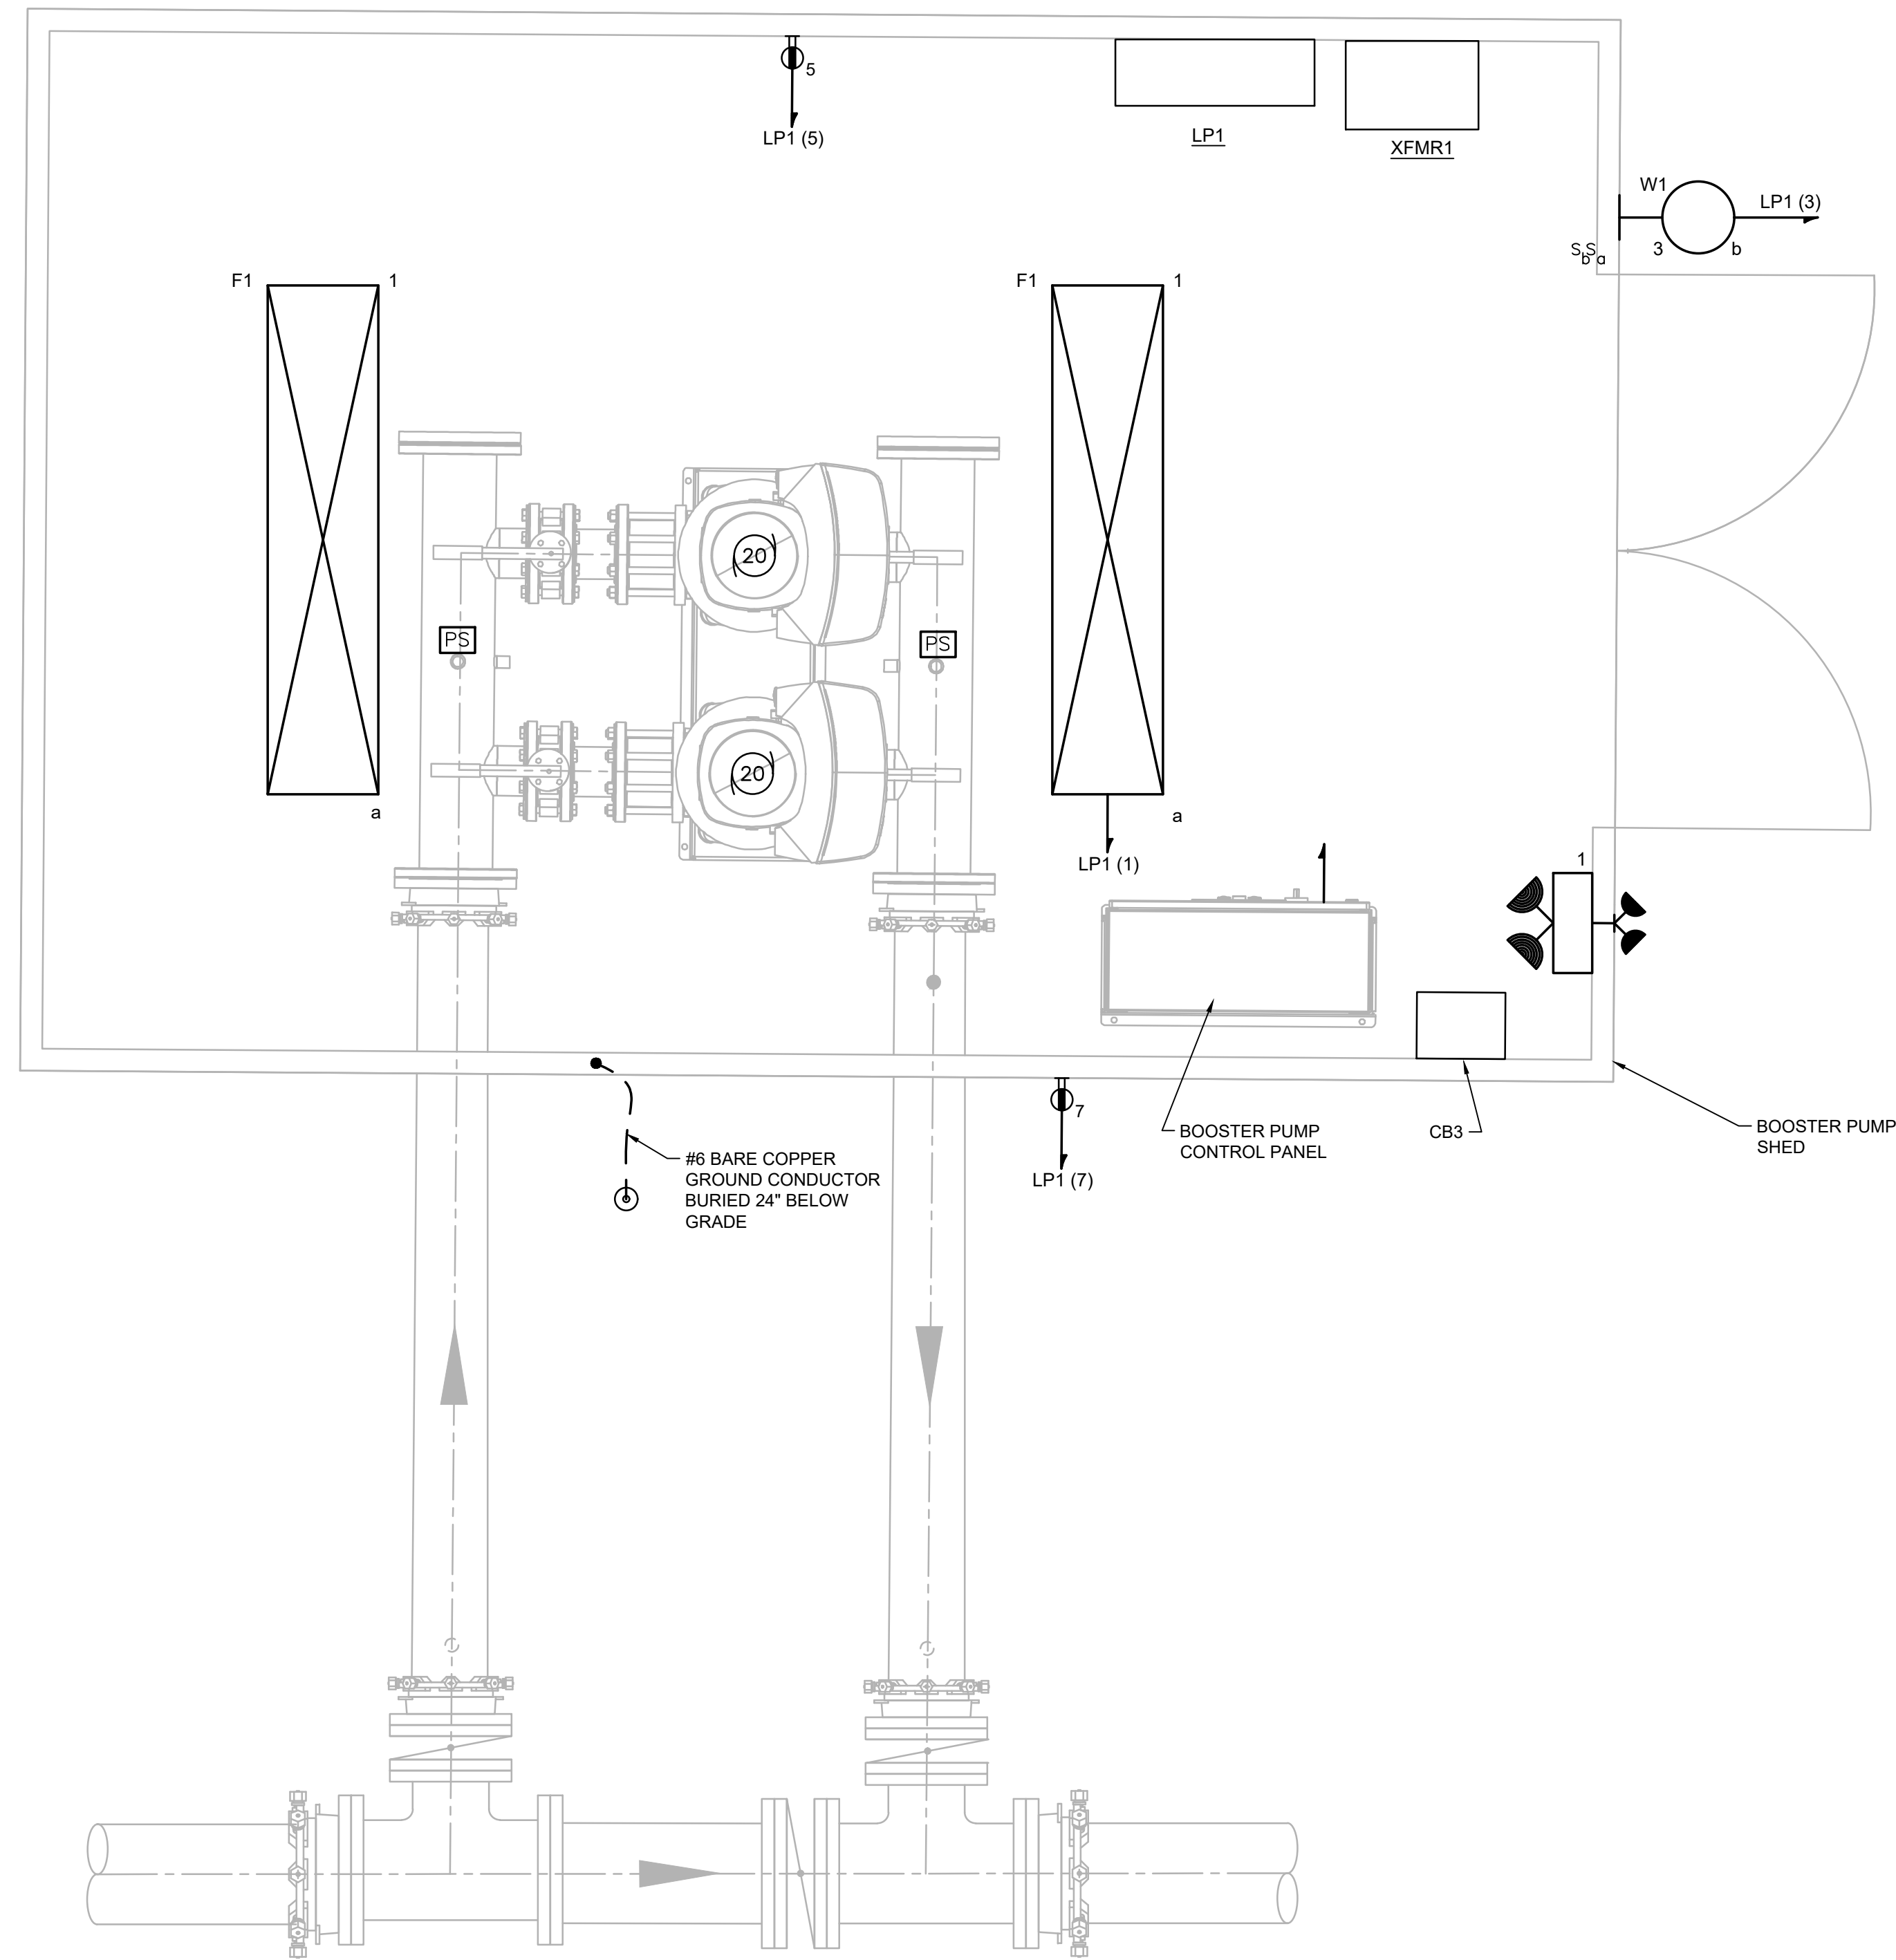 5
LP1 (5)
LP1
XFMR1
W1
LP1 (3)
3
b
S
b
S
a
F1
1
F1
1
20
PS
PS
20
a
a
LP1 (1)
1
7
LP1 (7)
BOOSTER PUMP
CONTROL PANEL
CB3
BOOSTER PUMP
SHED
#6 BARE COPPER
GROUND CONDUCTOR
BURIED 24" BELOW
GRADE